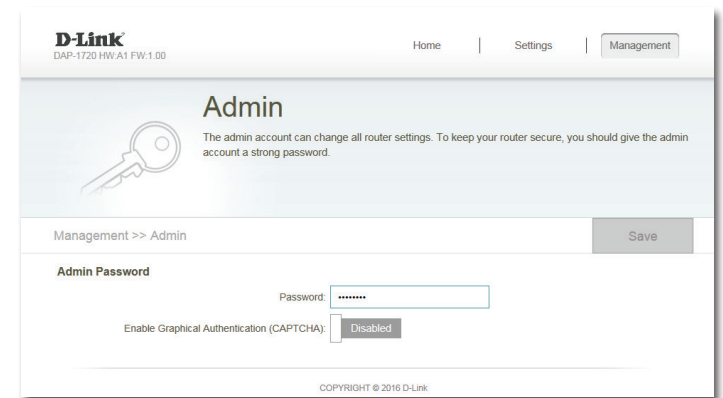 D-Link
DAP-1720 HW:A1 FW:1.00
Home | Settings | Management
Admin
The admin account can change all router settings. To keep your router secure, you should give the admin
account a strong password.
Management >> Admin
Save
Admin Password
Password: ••••••••
Enable Graphical Authentication (CAPTCHA): Disabled
COPYRIGHT © 2016 D-Link